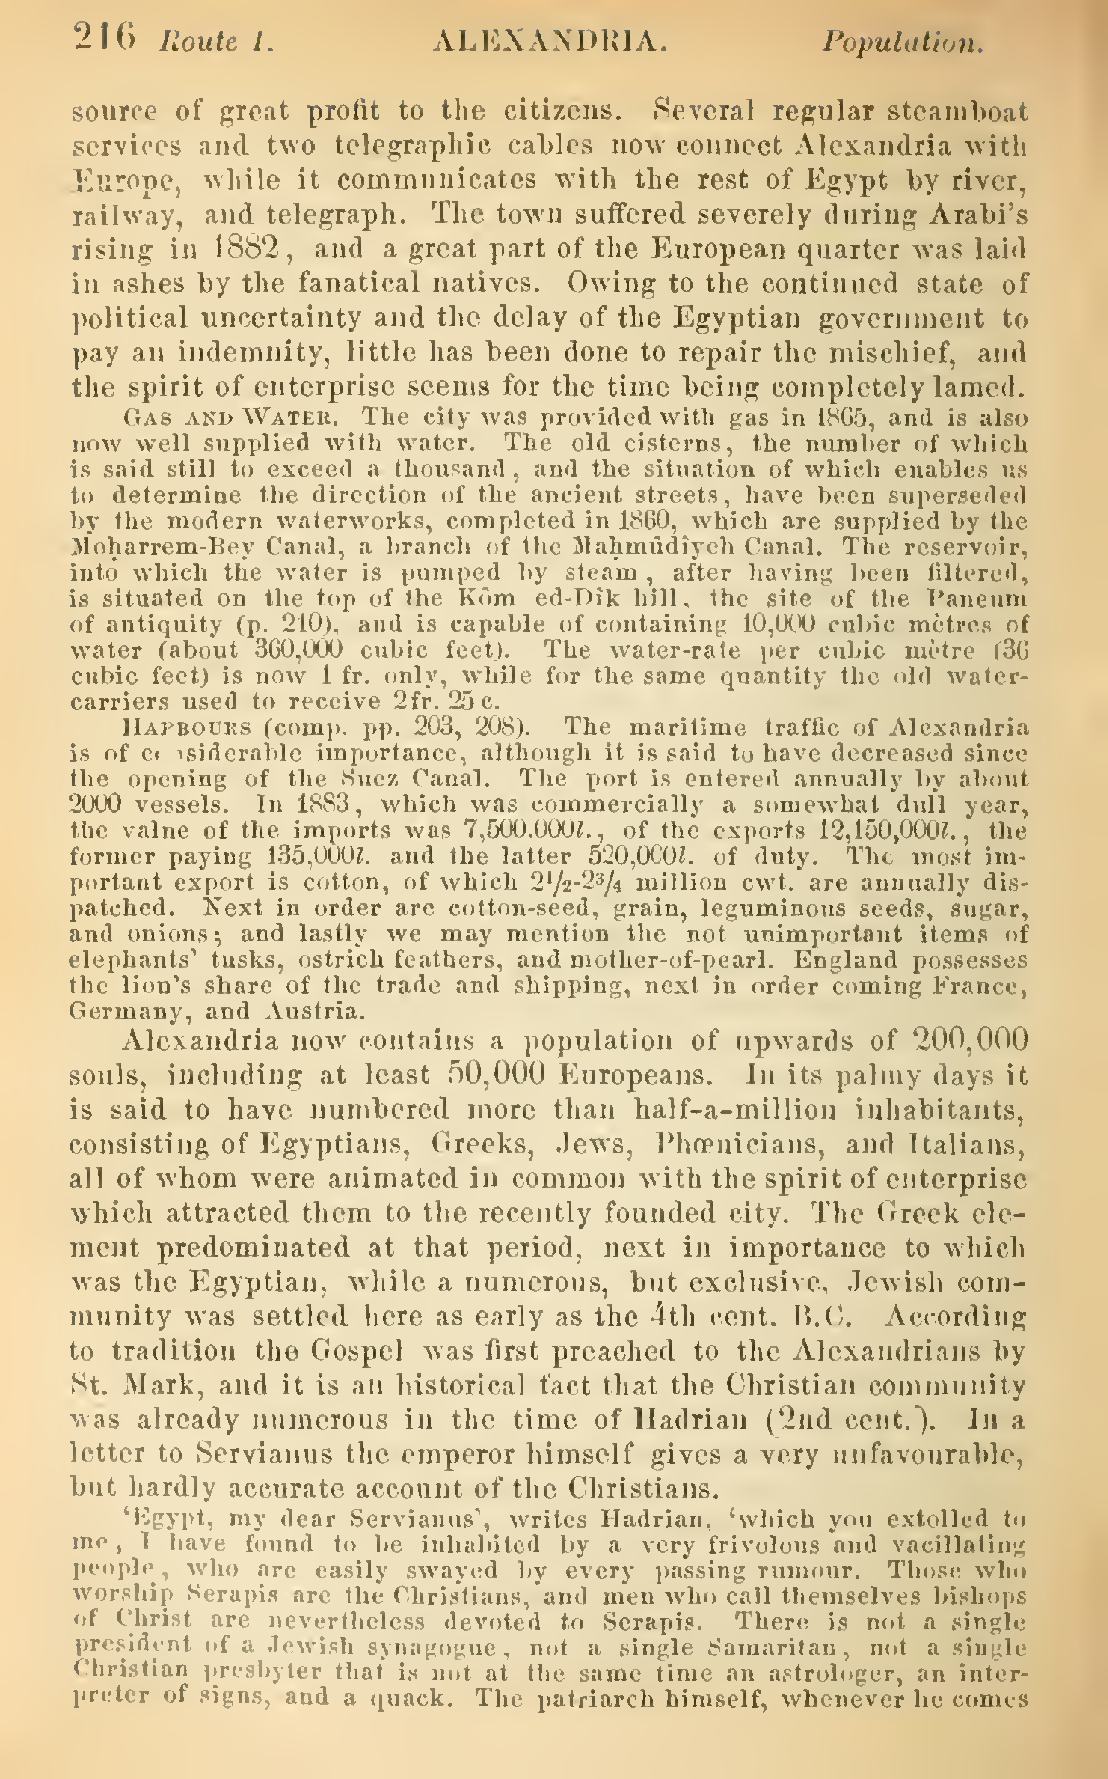 216 Route 1. ALEXANDRIA. Population.
source of great profit to the citizens. Several regular steamboat
services and two telegraphic cables now connect Alexandria with
Europe, while it communicates with the rest of Egypt by river,
railway, and telegraph. The town suffered severely during Arabi's
rising in 1882, and a great part of the European quarter was laid
in ashes by the fanatical natives. Owing to the continued state of
political uncertainty and the delay of the Egyptian government to
pay an indemnity, little has been done to repair the mischief, and
the spirit of enterprise seems for the time being completely lamed.
GAS AND WATER. The city was provided with gas in 1865, and is also
now well supplied with water. The old cisterns, the number of which
is said still to exceed a thousand, and the situation of which enables us
to determine the direction of the ancient streets, have been superseded
by the modern waterworks, completed in 1860, which are supplied by the
Moharrem-Bey Canal, a branch of the Maḥmûdîyeh Canal. The reservoir,
into which the water is pumped by steam, after having been filtered,
is situated on the top of the Kôm ed-Dîk hill, the site of the Paneum
of antiquity (p. 210), and is capable of containing 10,000 cubic mètres of
water (about 360,000 cubic feet). The water-rate per cubic mètre (36
cubic feet) is now 1 fr. only, while for the same quantity the old water-
carriers used to receive 2 fr. 25 c.
HARBOURS (comp. pp. 203, 208). The maritime traffic of Alexandria
is of considerable importance, although it is said to have decreased since
the opening of the Suez Canal. The port is entered annually by about
2000 vessels. In 1883, which was commercially a somewhat dull year,
the value of the imports was 7,500.000l., of the exports 12,150,000l., the
former paying 135,000l. and the latter 520,000l. of duty. The most im-
portant export is cotton, of which 2¹/₂-2³/₄ million cwt. are annually dis-
patched. Next in order are cotton-seed, grain, leguminous seeds, sugar,
and onions; and lastly we may mention the not unimportant items of
elephants' tusks, ostrich feathers, and mother-of-pearl. England possesses
the lion's share of the trade and shipping, next in order coming France,
Germany, and Austria.
Alexandria now contains a population of upwards of 200,000
souls, including at least 50,000 Europeans. In its palmy days it
is said to have numbered more than half-a-million inhabitants,
consisting of Egyptians, Greeks, Jews, Phœnicians, and Italians,
all of whom were animated in common with the spirit of enterprise
which attracted them to the recently founded city. The Greek ele-
ment predominated at that period, next in importance to which
was the Egyptian, while a numerous, but exclusive, Jewish com-
munity was settled here as early as the 4th cent. B.C. According
to tradition the Gospel was first preached to the Alexandrians by
St. Mark, and it is an historical fact that the Christian community
was already numerous in the time of Hadrian (2nd cent.). In a
letter to Servianus the emperor himself gives a very unfavourable,
but hardly accurate account of the Christians.
'Egypt, my dear Servianus', writes Hadrian, 'which you extolled to
me, I have found to be inhabited by a very frivolous and vacillating
people, who are easily swayed by every passing rumour. Those who
worship Serapis are the Christians, and men who call themselves bishops
of Christ are nevertheless devoted to Serapis. There is not a single
president of a Jewish synagogue, not a single Samaritan, not a single
Christian presbyter that is not at the same time an astrologer, an inter-
preter of signs, and a quack. The patriarch himself, whenever he comes